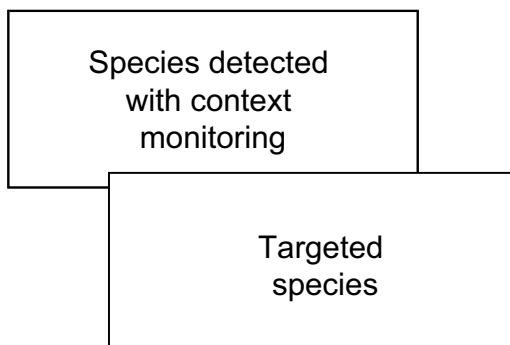 Species detected
with context
monitoring
Targeted
species